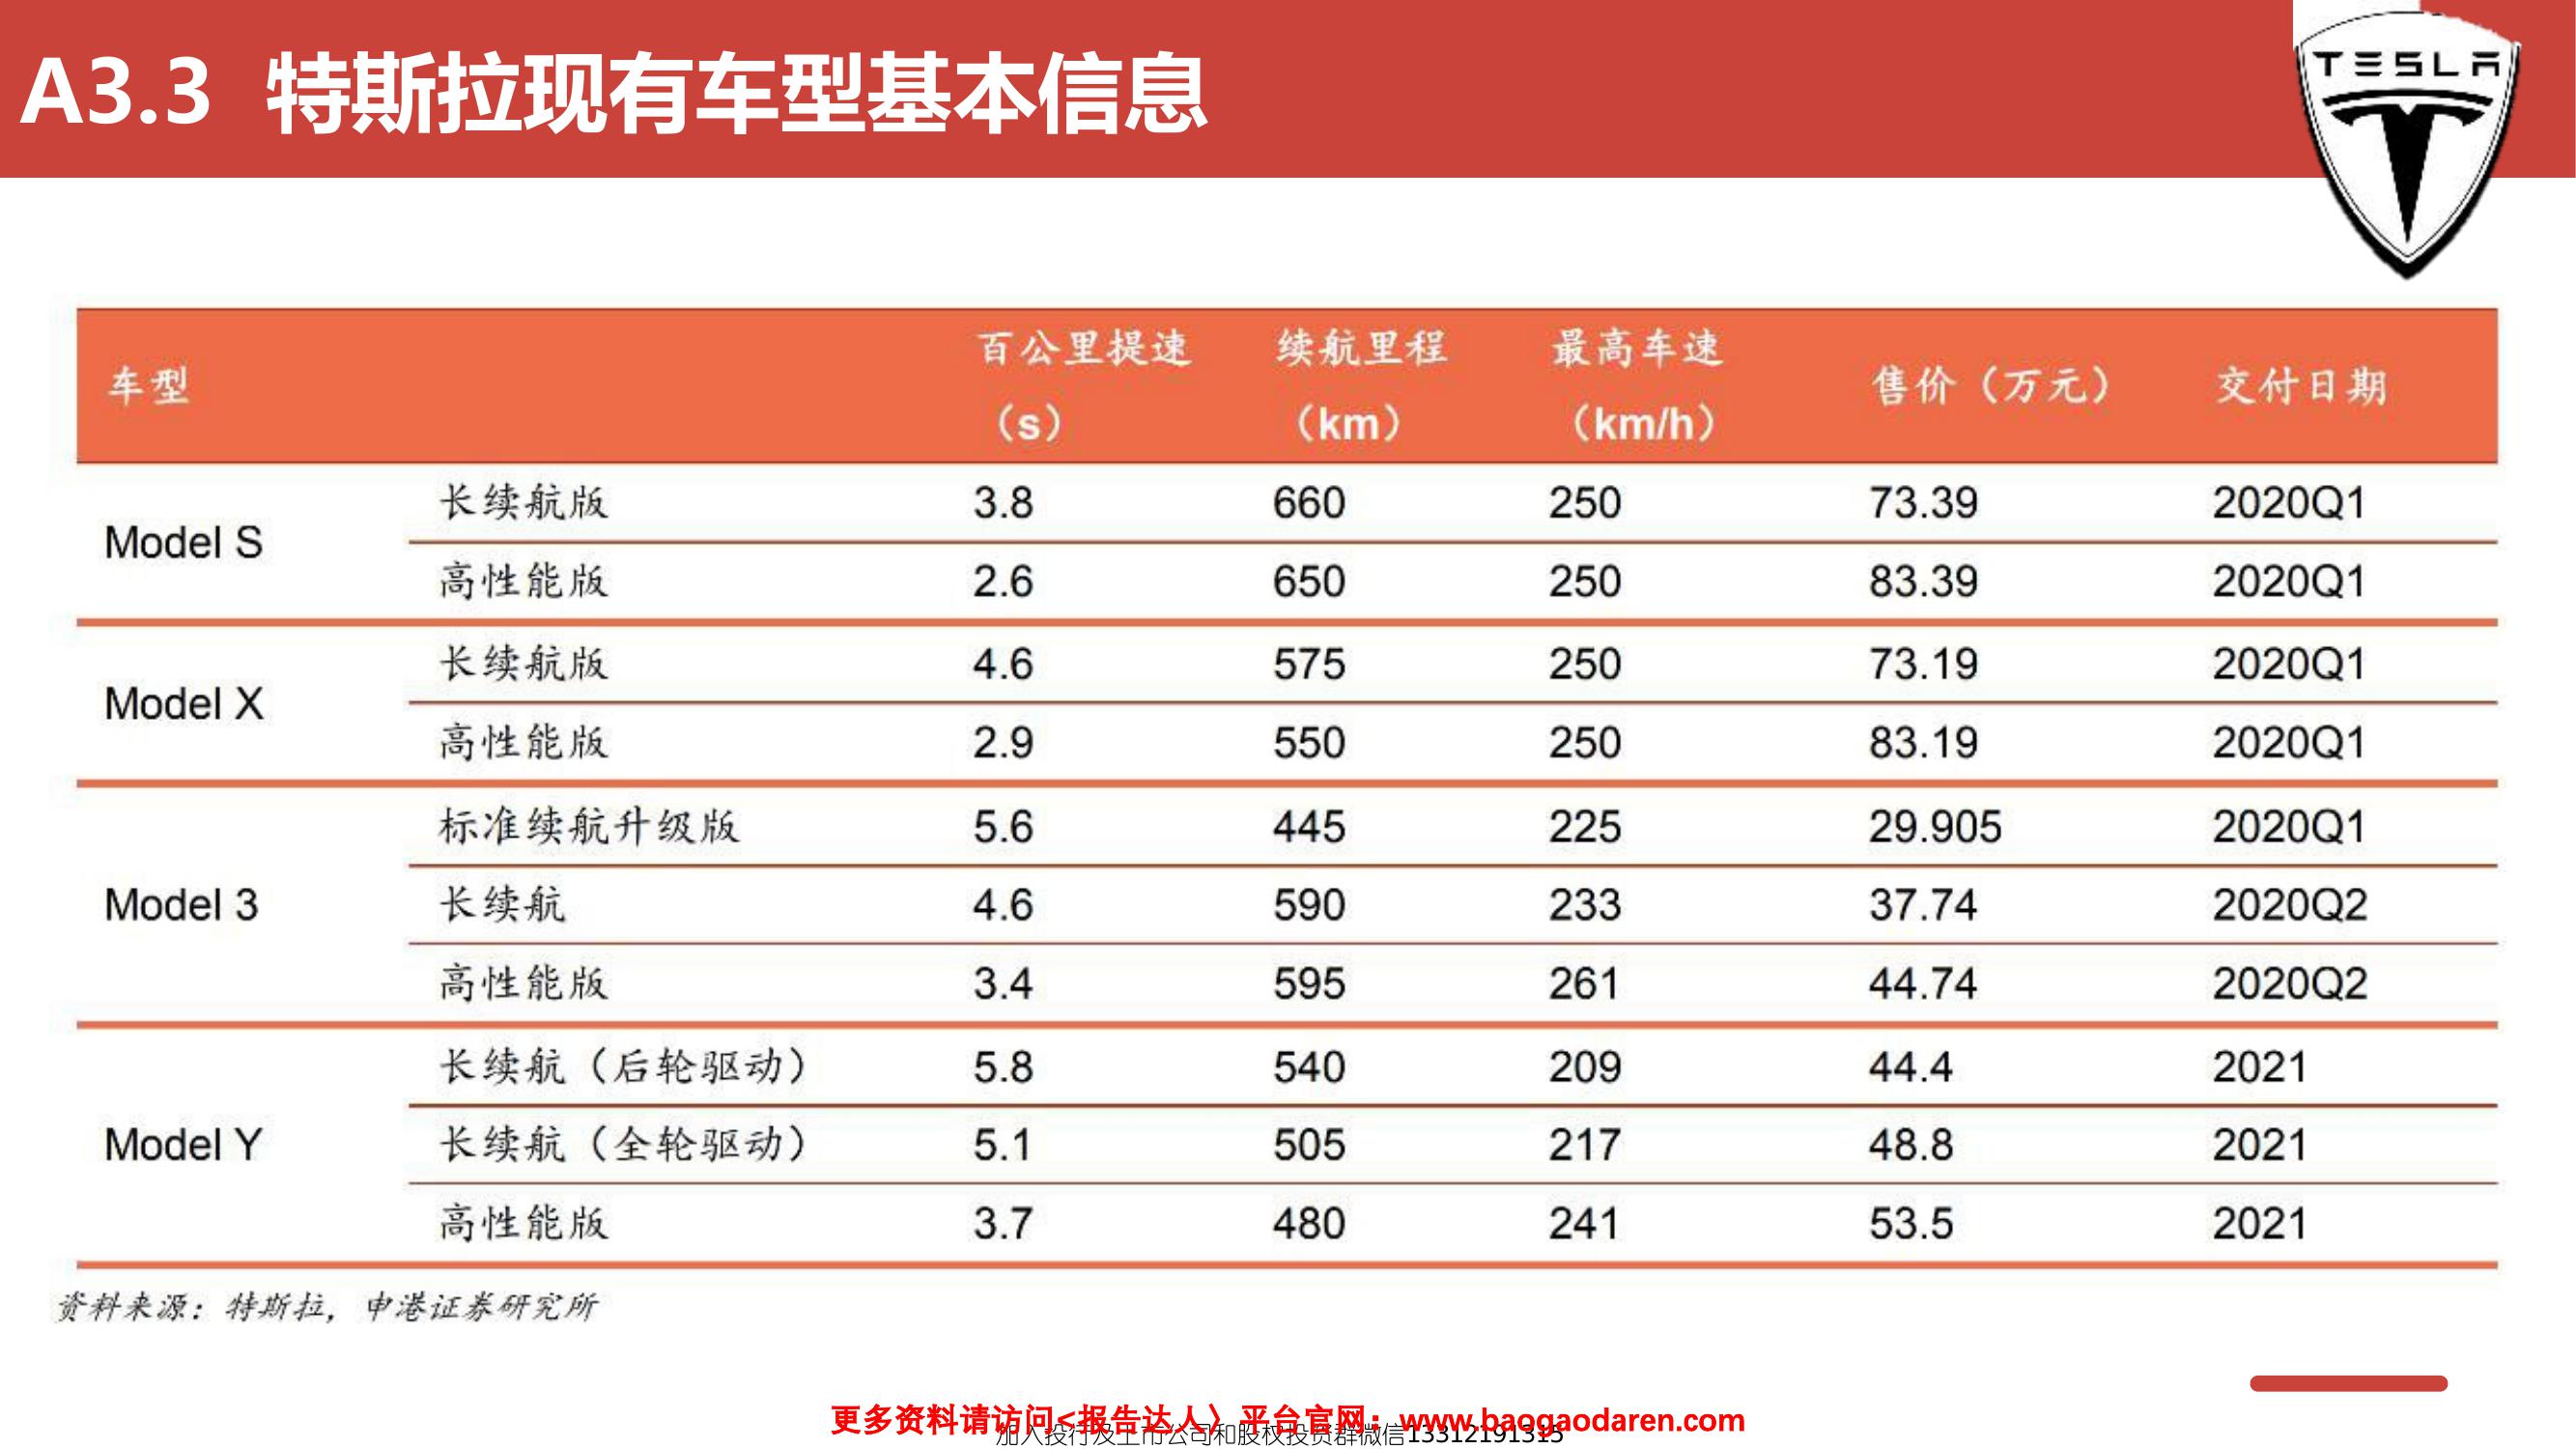 A3.3 特斯拉现有车型基本信息
TESLA
车型 百公里提速（s） 续航里程（km） 最高车速（km/h） 售价（万元） 交付日期
Model S 长续航版 3.8 660 250 73.39 2020Q1
高性能版 2.6 650 250 83.39 2020Q1
Model X 长续航版 4.6 575 250 73.19 2020Q1
高性能版 2.9 550 250 83.19 2020Q1
Model 3 标准续航升级版 5.6 445 225 29.905 2020Q1
长续航 4.6 590 233 37.74 2020Q2
高性能版 3.4 595 261 44.74 2020Q2
Model Y 长续航（后轮驱动） 5.8 540 209 44.4 2021
长续航（全轮驱动） 5.1 505 217 48.8 2021
高性能版 3.7 480 241 53.5 2021
资料来源：特斯拉，申港证券研究所
更多资料请访问<报告达人〉平台官网：www.baogaodaren.com
加入投行及上市公司和股权投资群微信13312191315